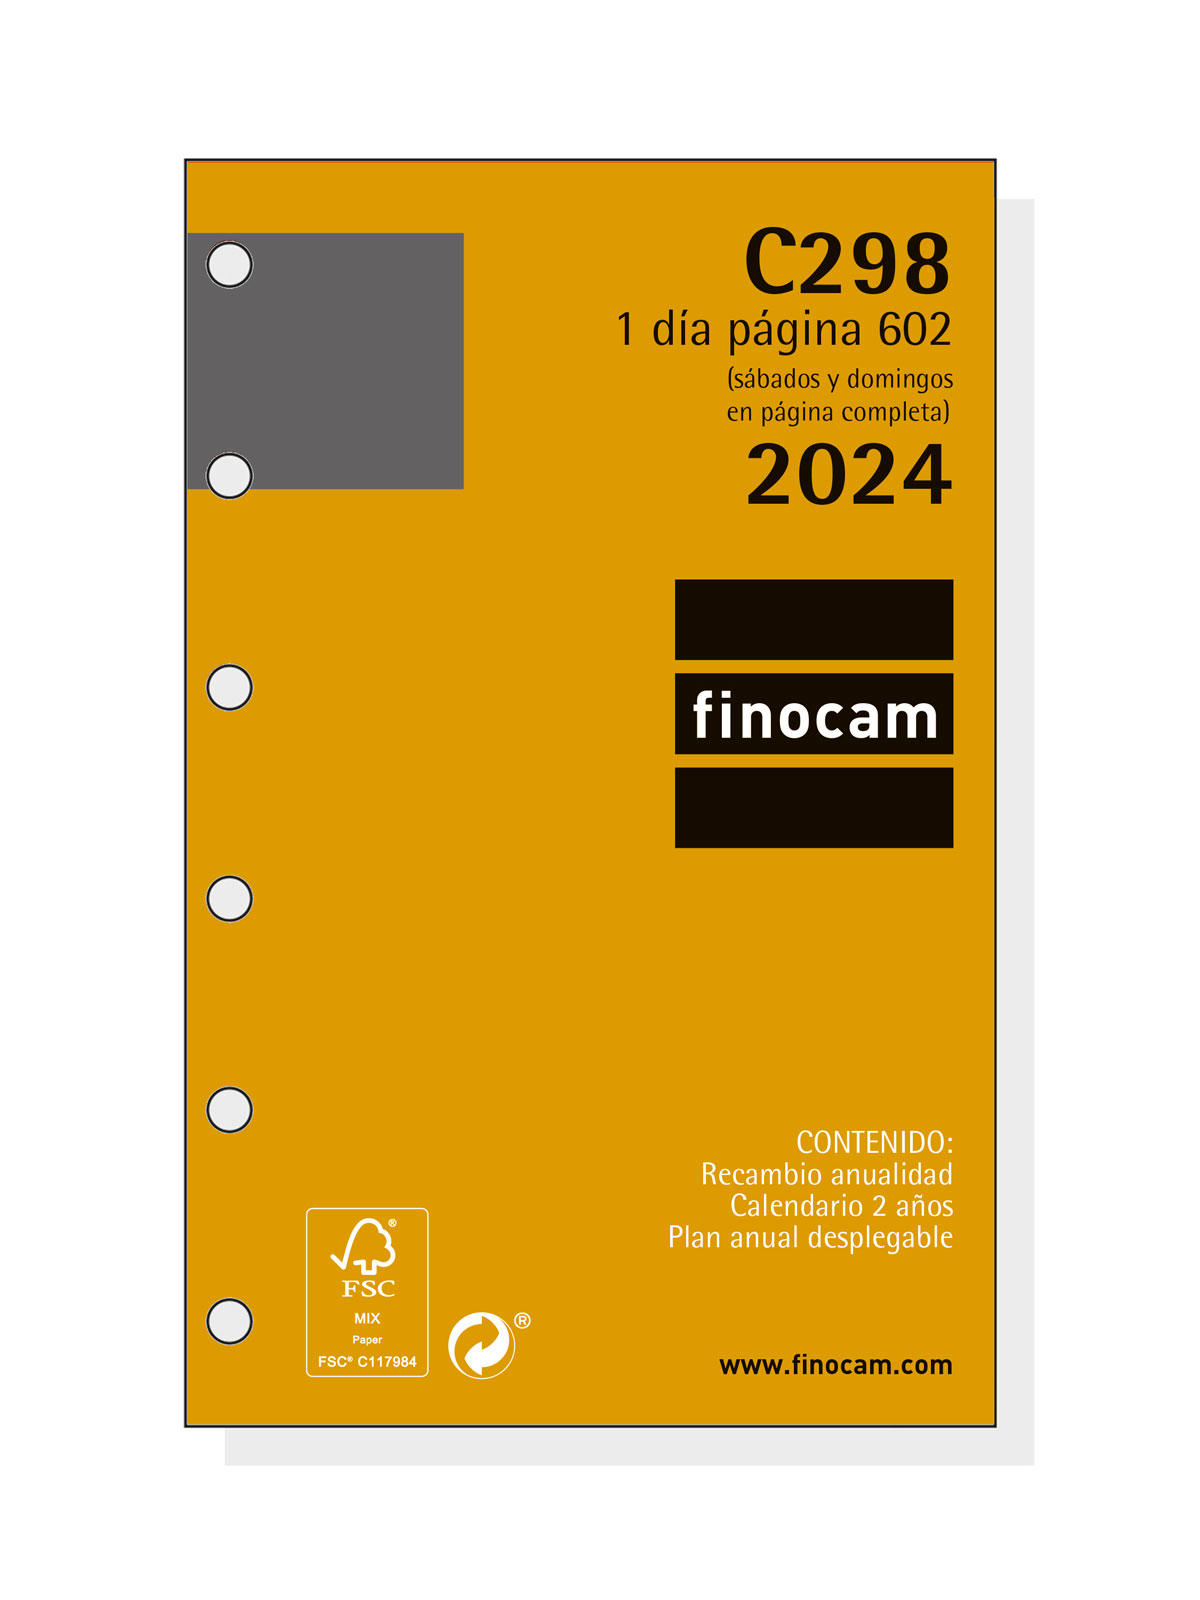 C298
1 día página 602
(sábados y domingos
en página completa)
2024
finocam
CONTENIDO:
Recambio anualidad
Calendario 2 años
Plan anual desplegable
®
FSC
MIX
Paper
FSC® C117984
®
www.finocam.com